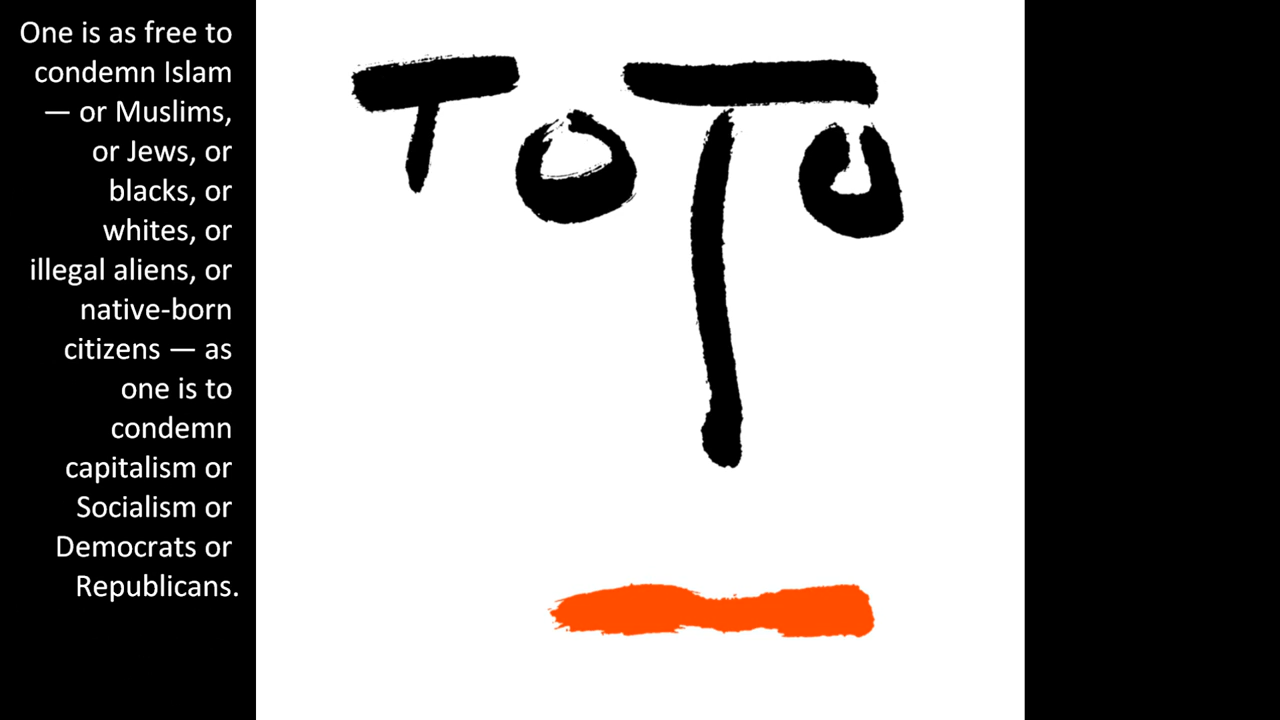 One is as free to
condemn Islam
— or Muslims,
or Jews, or
blacks, or
whites, or
illegal aliens, or
native-born
citizens — as
one is to
condemn
capitalism or
Socialism or
Democrats or
Republicans.
ToTo